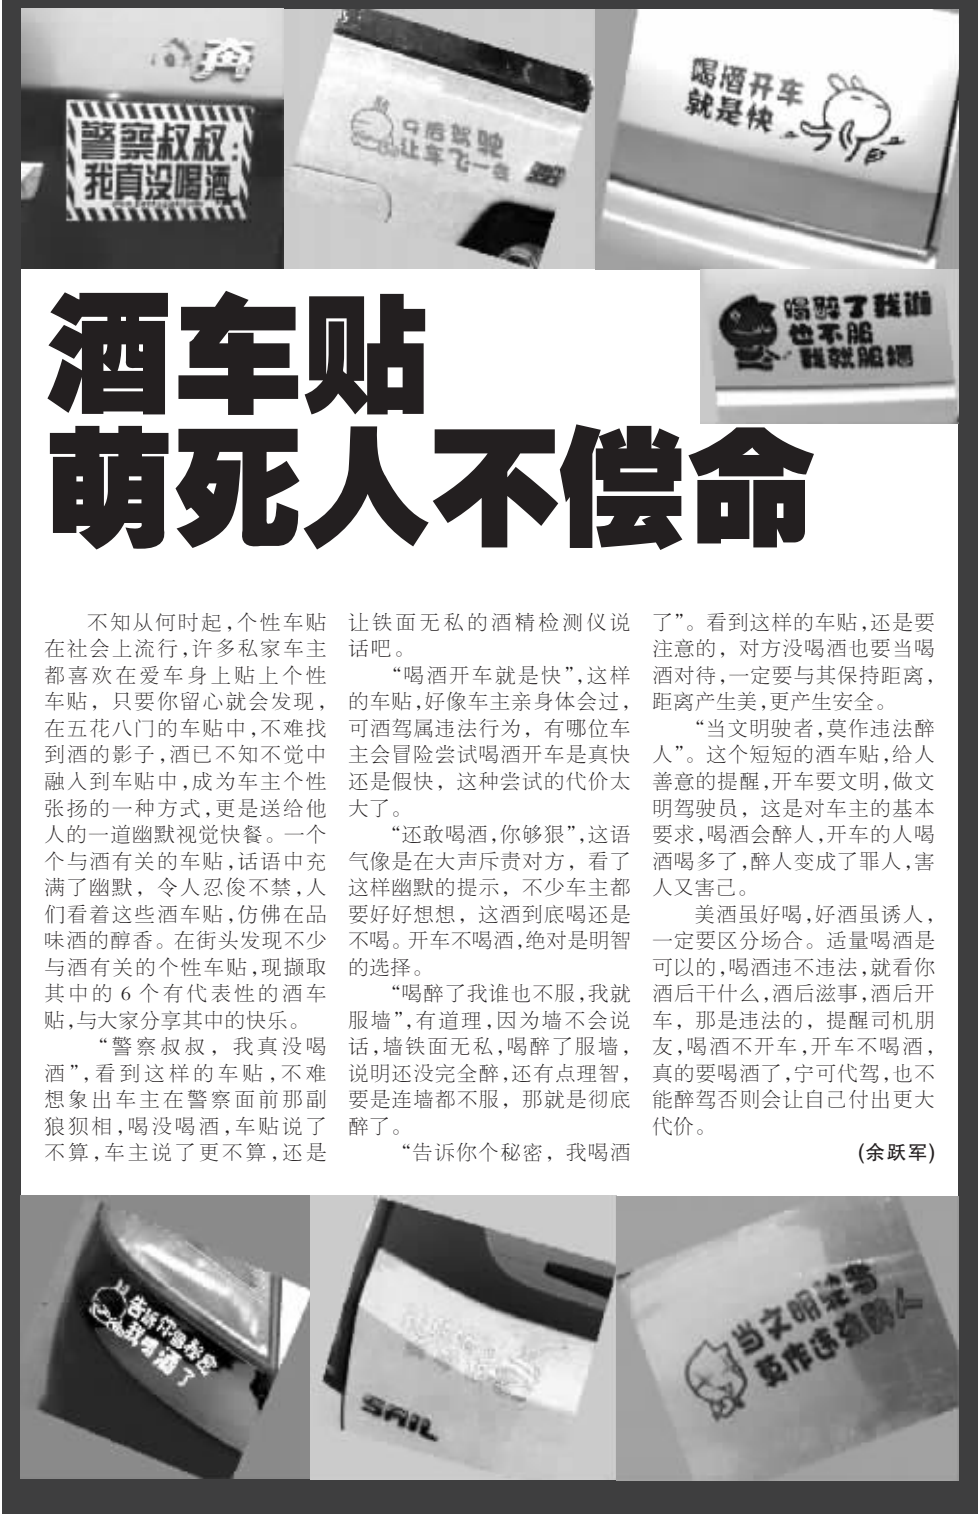 警察叔叔:
我真没喝酒
9后驾驶
让车飞一会
喝酒开车
就是快
喝醉了我谁
也不服
我就服墙
酒车贴
萌死人不偿命
不知从何时起,个性车贴
在社会上流行,许多私家车主
都喜欢在爱车身上贴上个性
车贴，只要你留心就会发现，
在五花八门的车贴中,不难找
到酒的影子,酒已不知不觉中
融入到车贴中,成为车主个性
张扬的一种方式,更是送给他
人的一道幽默视觉快餐。一个
个与酒有关的车贴,话语中充
满了幽默，令人忍俊不禁,人
们看着这些酒车贴,仿佛在品
味酒的醇香。在街头发现不少
与酒有关的个性车贴,现撷取
其中的 6 个有代表性的酒车
贴,与大家分享其中的快乐。
“警察叔叔，我真没喝
酒”,看到这样的车贴,不难
想象出车主在警察面前那副
狼狈相,喝没喝酒,车贴说了
不算,车主说了更不算,还是
让铁面无私的酒精检测仪说
话吧。
“喝酒开车就是快”,这样
的车贴,好像车主亲身体会过，
可酒驾属违法行为，有哪位车
主会冒险尝试喝酒开车是真快
还是假快，这种尝试的代价太
大了。
“还敢喝酒,你够狠”,这语
气像是在大声斥责对方，看了
这样幽默的提示，不少车主都
要好好想想，这酒到底喝还是
不喝。开车不喝酒,绝对是明智
的选择。
“喝醉了我谁也不服,我就
服墙”,有道理,因为墙不会说
话,墙铁面无私,喝醉了服墙，
说明还没完全醉,还有点理智，
要是连墙都不服，那就是彻底
醉了。
“告诉你个秘密，我喝酒
了”。看到这样的车贴,还是要
注意的，对方没喝酒也要当喝
酒对待,一定要与其保持距离，
距离产生美,更产生安全。
“当文明驶者,莫作违法醉
人”。这个短短的酒车贴,给人
善意的提醒,开车要文明,做文
明驾驶员，这是对车主的基本
要求,喝酒会醉人,开车的人喝
酒喝多了,醉人变成了罪人,害
人又害己。
美酒虽好喝,好酒虽诱人，
一定要区分场合。适量喝酒是
可以的,喝酒违不违法,就看你
酒后干什么,酒后滋事,酒后开
车，那是违法的，提醒司机朋
友,喝酒不开车,开车不喝酒，
真的要喝酒了,宁可代驾,也不
能醉驾否则会让自己付出更大
代价。
(余跃军)
告诉你个秘密
我喝酒了
SAIL
当文明驶者
莫作违法醉人